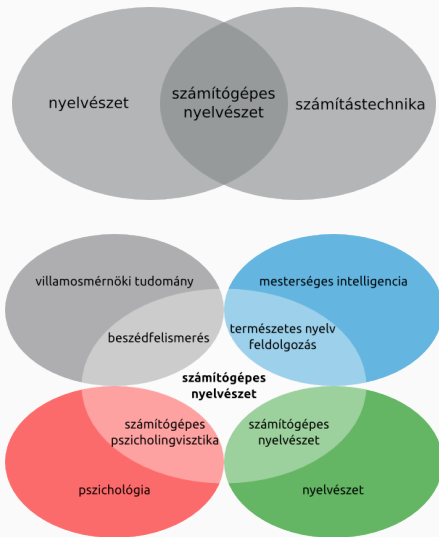 nyelvészet
számítógépes
nyelvészet
számítástechnika
villamosmérnöki tudomány
mesterséges intelligencia
beszédfelismerés
természetes nyelv
feldolgozás
számítógépes
nyelvészet
számítógépes
pszicholingvisztika
számítógépes
nyelvészet
pszichológia
nyelvészet